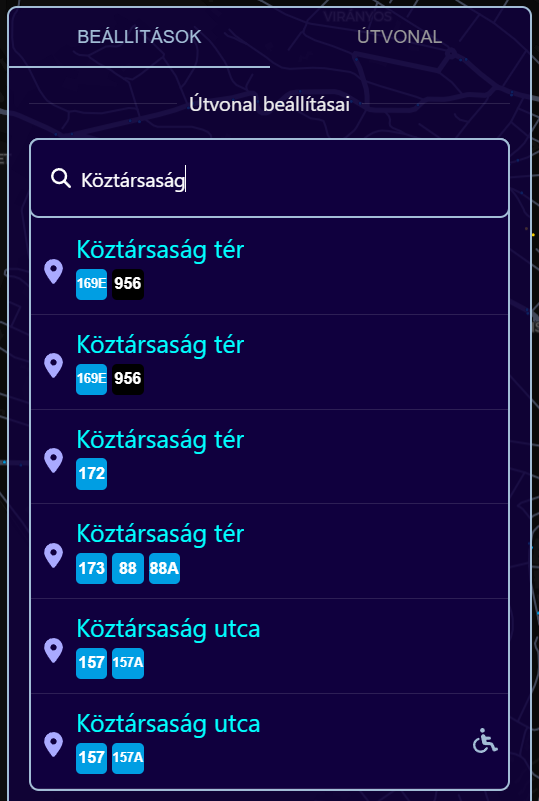 VIRÁNYOS
BEÁLLÍTÁSOK
ÚTVONAL
Útvonal beállításai
Köztársaság
Köztársaság tér
169E 956
Köztársaság tér
169E 956
Köztársaság tér
172
Köztársaság tér
173 88 88A
Köztársaság utca
157 157A
Köztársaság utca
157 157A